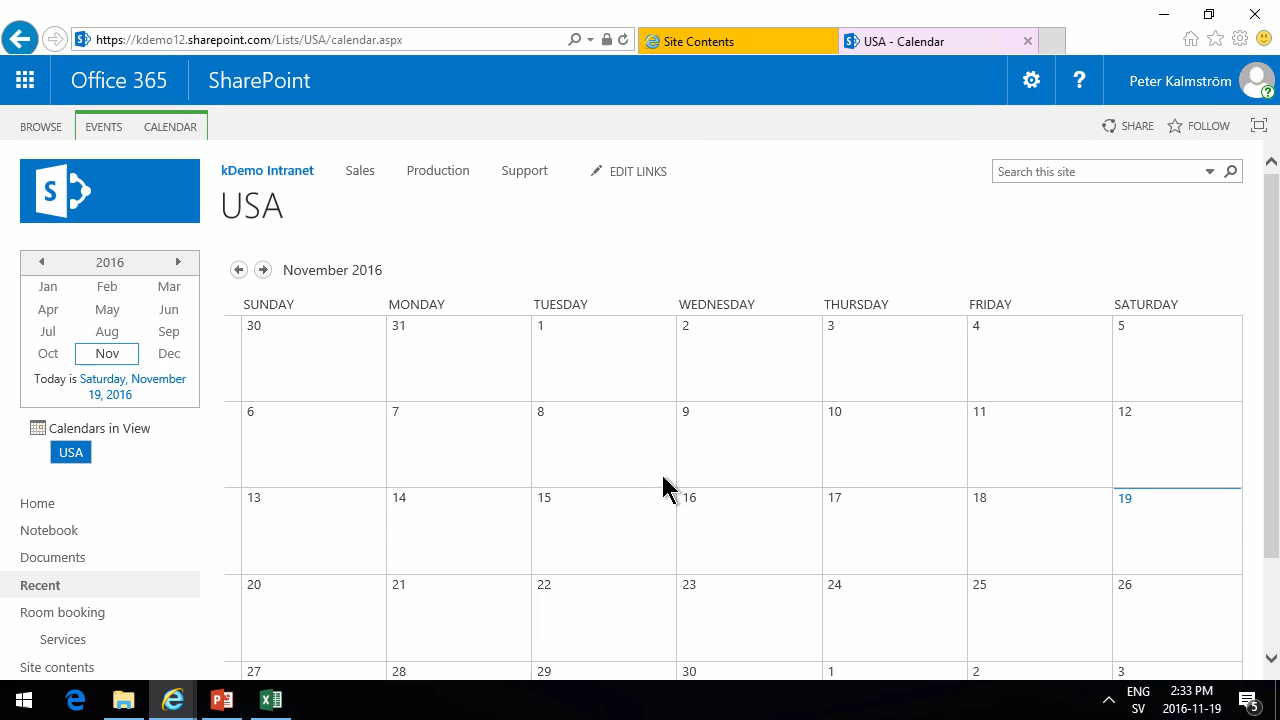 https://kdemo12.sharepoint.com/Lists/USA/calendar.aspx
Site Contents
USA - Calendar
Office 365
SharePoint
?
Peter Kalmström
?
BROWSE
EVENTS
CALENDAR
SHARE
FOLLOW
S
kDemo Intranet
Sales
Production
Support
EDIT LINKS
Search this site
USA
2016
Jan Feb Mar
Apr May Jun
Jul Aug Sep
Oct Nov Dec
Today is Saturday, November
19, 2016
Calendars in View
USA
Home
Notebook
Documents
Recent
Room booking
Services
Site contents
November 2016
SUNDAY MONDAY TUESDAY WEDNESDAY THURSDAY FRIDAY SATURDAY
30 31 1 2 3 4 5
6 7 8 9 10 11 12
13 14 15 16 17 18 19
20 21 22 23 24 25 26
27 28 29 30 1 2 3
ENG
SV
2:33 PM
2016-11-19
5